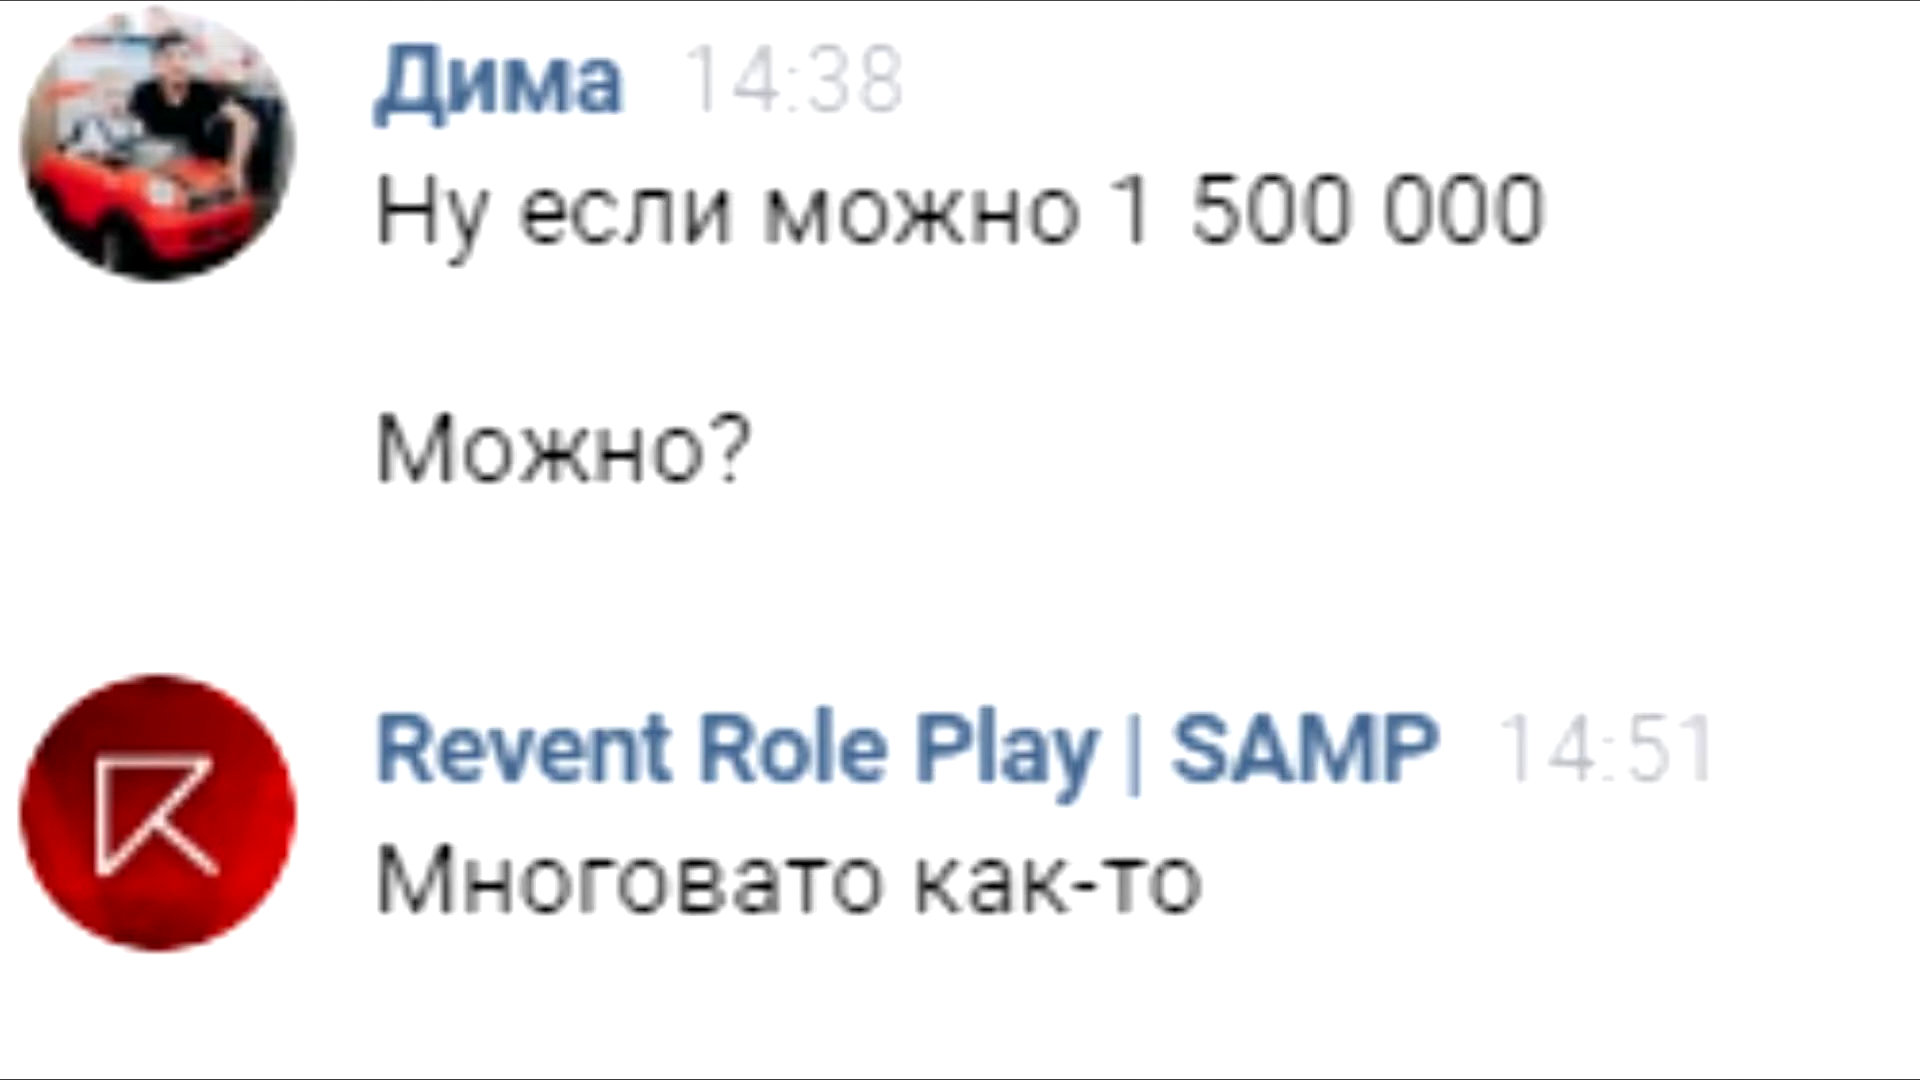 Дима 14:38
Ну если можно 1 500 000
Можно?
Revent Role Play | SAMP 14:51
Многовато как-то